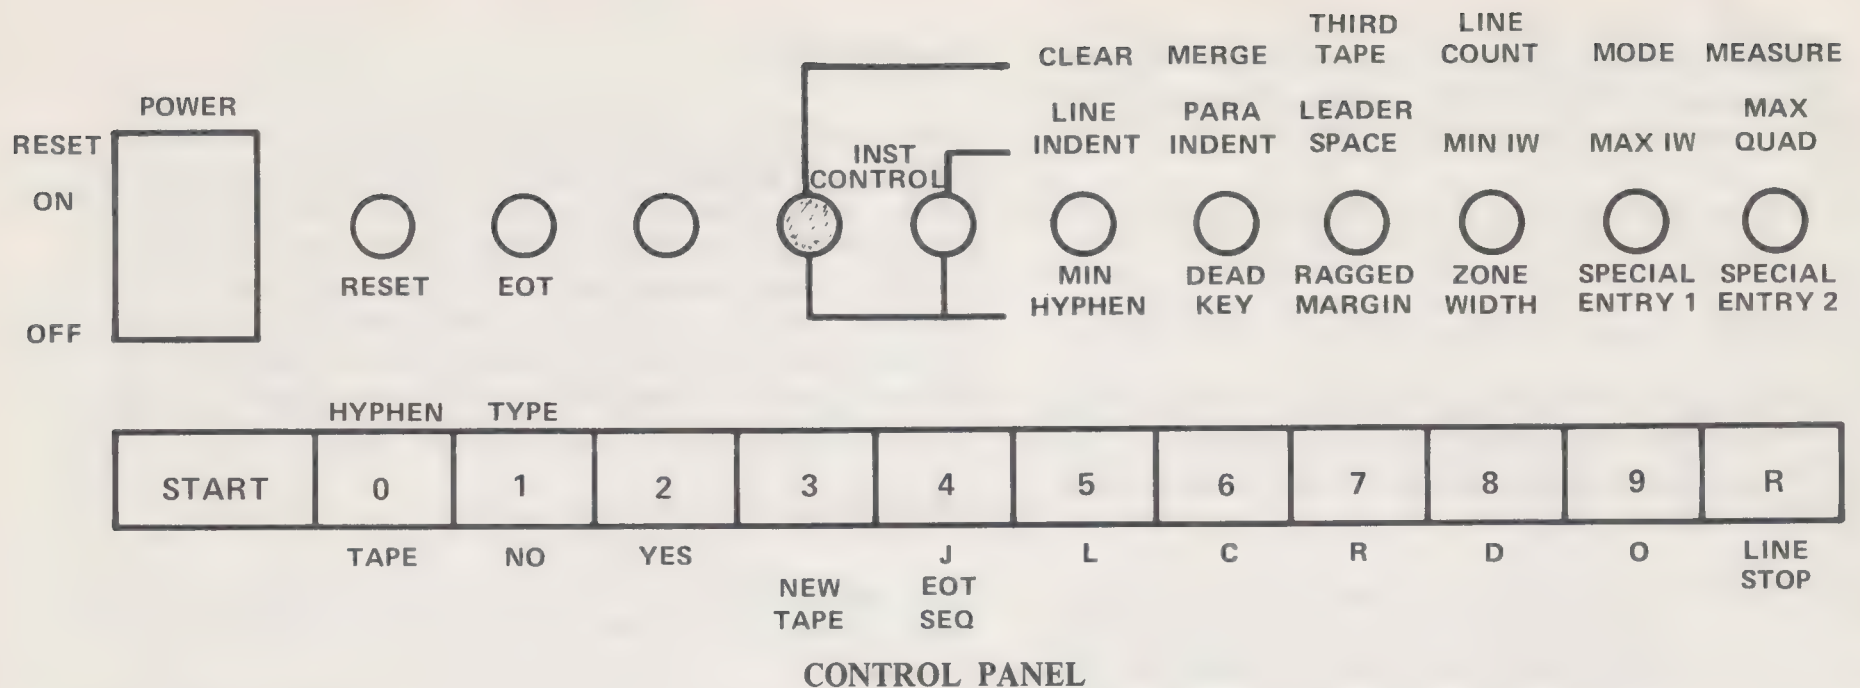 THIRD LINE
CLEAR MERGE TAPE COUNT MODE MEASURE
POWER
LINE PARA LEADER MAX
RESET INDENT INDENT SPACE MIN IW MAX IW QUAD
INST
CONTROL
ON
RESET EOT
MIN DEAD RAGGED ZONE SPECIAL SPECIAL
HYPHEN KEY MARGIN WIDTH ENTRY 1 ENTRY 2
OFF
HYPHEN TYPE
START 0 1 2 3 4 5 6 7 8 9 R
TAPE NO YES J L C R D O LINE
STOP
NEW EOT
TAPE SEQ
CONTROL PANEL